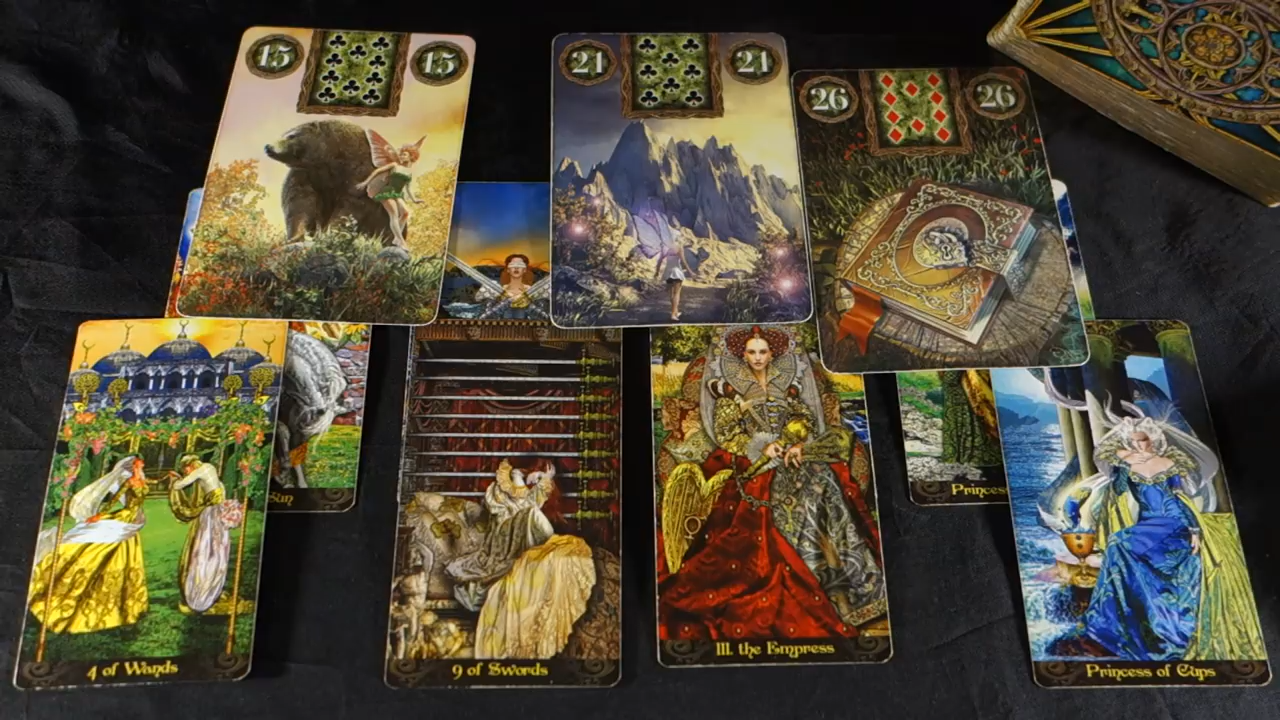 15 15
21 21
26 26
Sun
Princess
4 of Wands
9 of Swords
III. the Empress
Princess of Cups